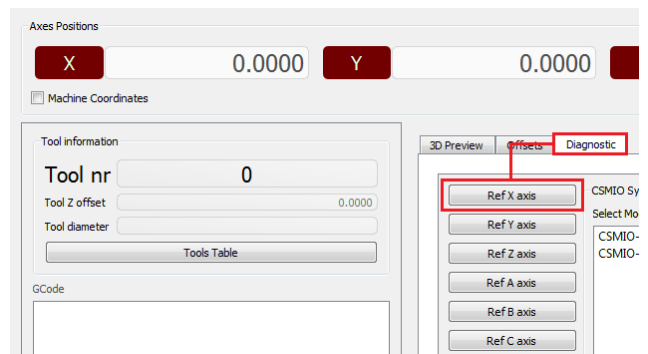 Axes Positions
X 0.0000 Y 0.0000
Machine Coordinates
Tool information
Tool nr 0
Tool Z offset 0.0000
Tool diameter
Tools Table
GCode
3D Preview Offsets Diagnostic
Ref X axis
Ref Y axis
Ref Z axis
Ref A axis
Ref B axis
Ref C axis
CSMIO Sy
Select Mo
CSMIO-
CSMIO-